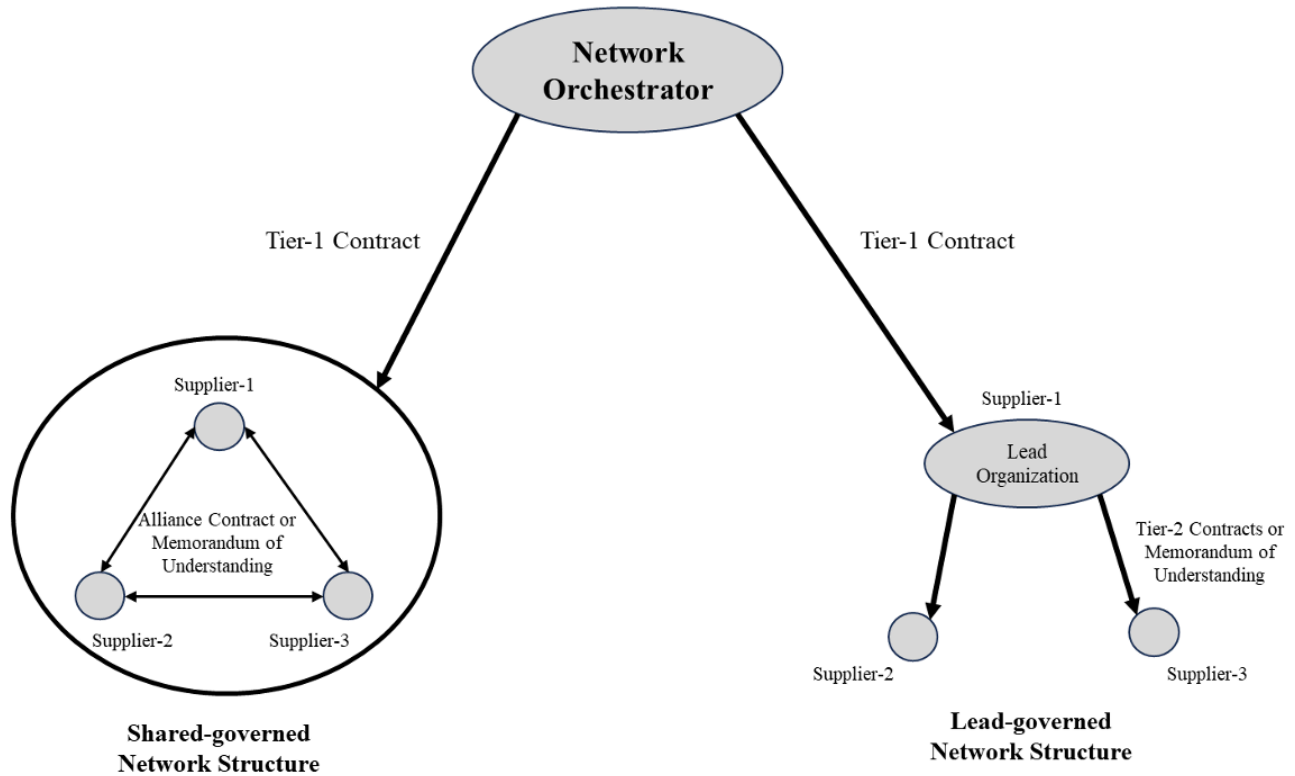 Network
Orchestrator
Tier-1 Contract
Tier-1 Contract
Supplier-1
Alliance Contract or
Memorandum of
Understanding
Supplier-2
Supplier-3
Shared-governed
Network Structure
Supplier-1
Lead
Organization
Tier-2 Contracts or
Memorandum of
Understanding
Supplier-2
Supplier-3
Lead-governed
Network Structure